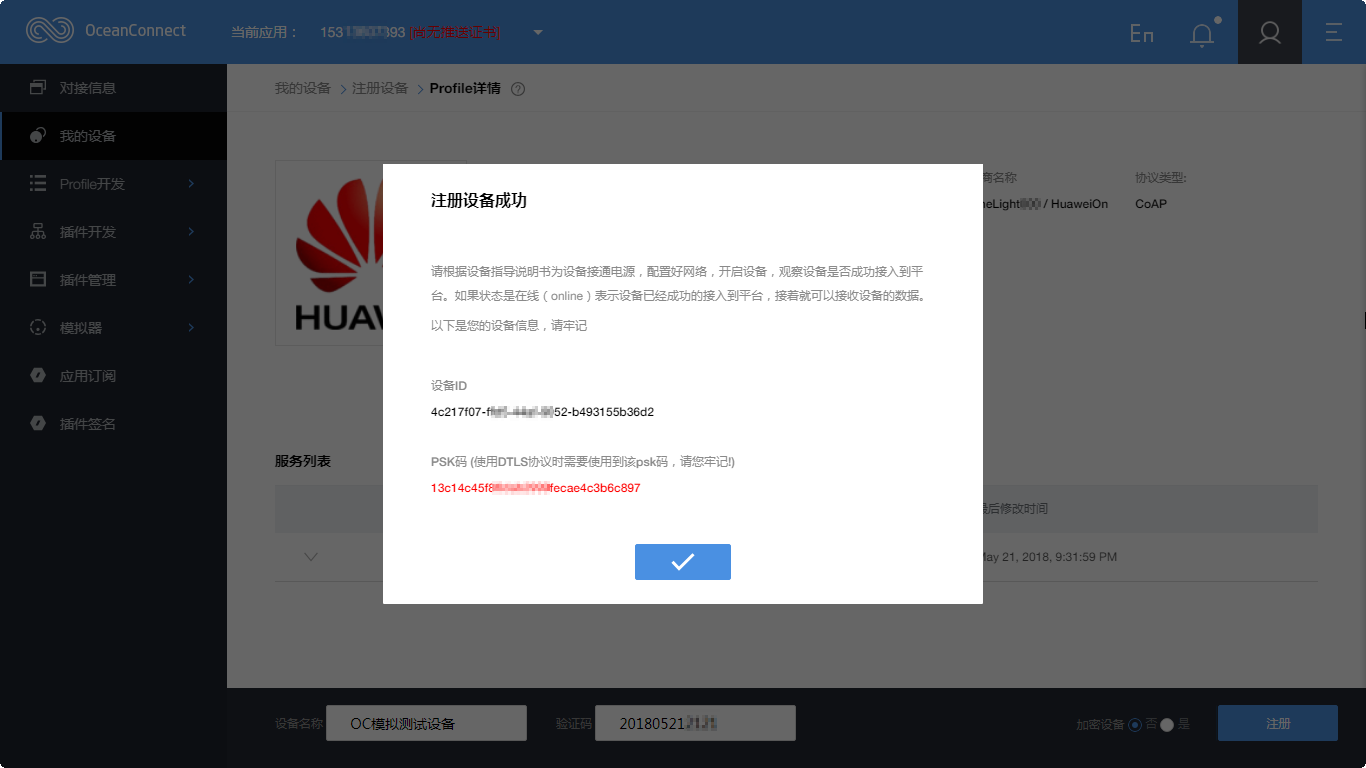 OceanConnect
当前应用：
[尚无推送证书]
En
对接信息
我的设备
Profile开发
插件开发
插件管理
模拟器
应用订阅
插件签名
我的设备 > 注册设备 > Profile详情 ?
商名称
协议类型:
/ HuaweiOn
CoAP
注册设备成功
请根据设备指导说明书为设备接通电源，配置好网络，开启设备，观察设备是否成功接入到平
台。如果状态是在线（online）表示设备已经成功的接入到平台，接着就可以接收设备的数据。
以下是您的设备信息，请牢记
设备ID
4c217f07-
52-b493155b36d2
PSK码 (使用DTLS协议时需要使用到该psk码，请您牢记!)
13c14c45f8
fecae4c3b6c897
服务列表
后修改时间
May 21, 2018, 9:31:59 PM
设备名称
OC模拟测试设备
验证码
20180521
加密设备
否
是
注册